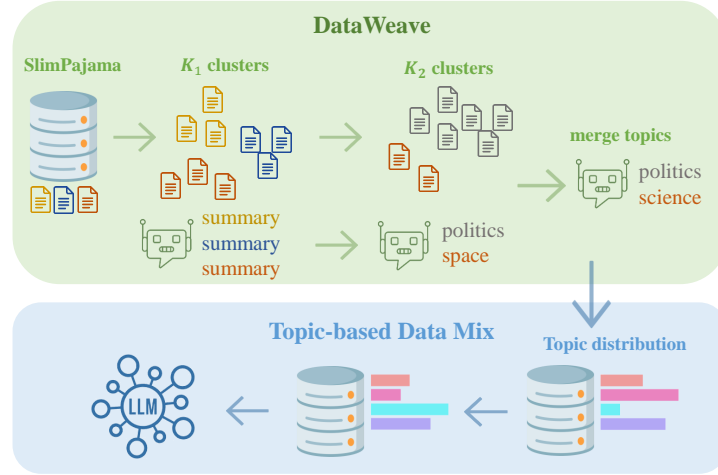 DataWeave
SlimPajama
K₁ clusters
K₂ clusters
merge topics
politics
science
summary
summary
summary
politics
space
Topic-based Data Mix
Topic distribution
LLM